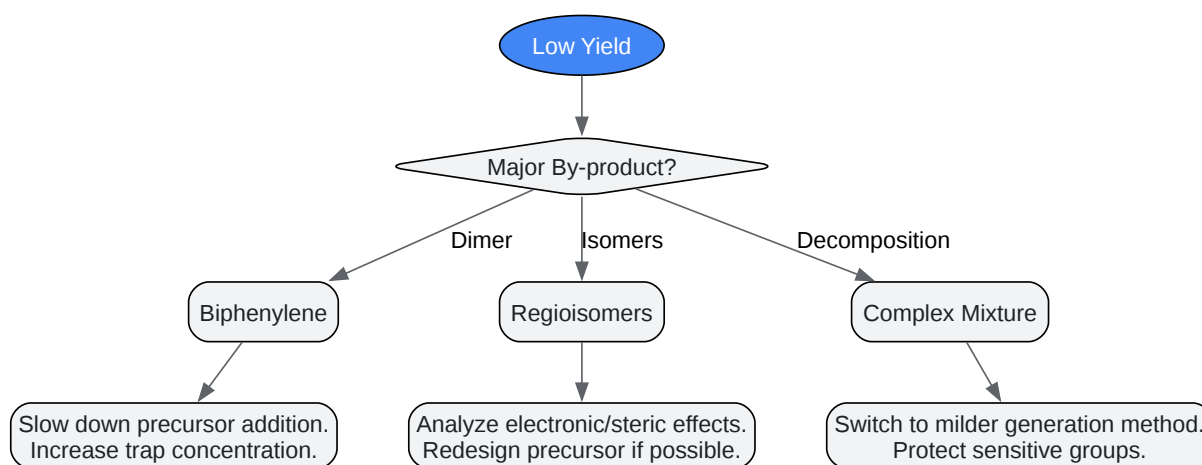 Low Yield
Major By-product?
Dimer
Isomers
Decomposition
Biphenylene
Regioisomers
Complex Mixture
Slow down precursor addition.
Increase trap concentration.
Analyze electronic/steric effects.
Redesign precursor if possible.
Switch to milder generation method.
Protect sensitive groups.